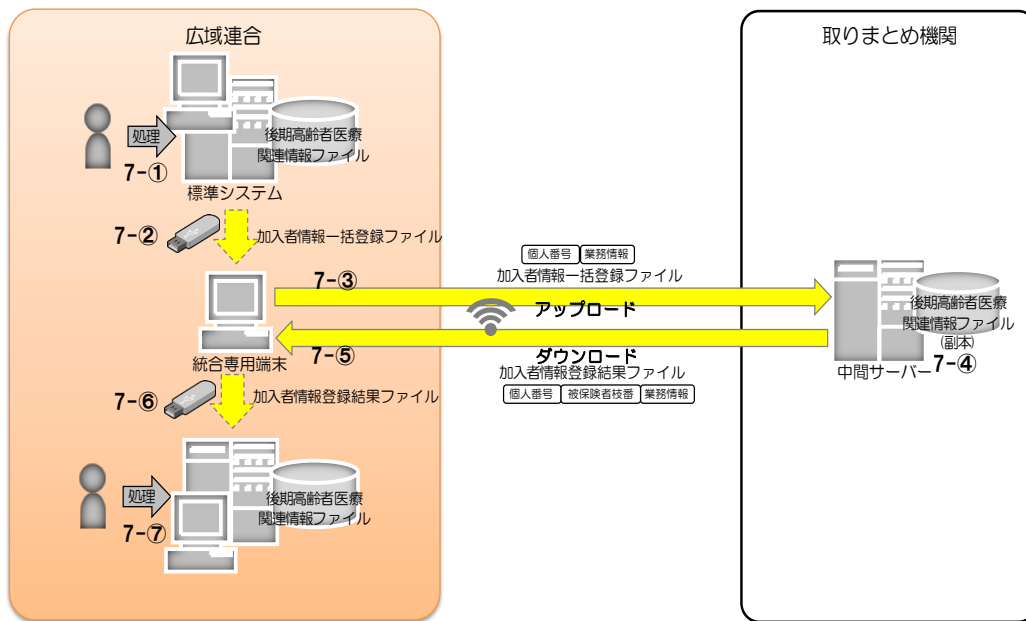 広域連合
取りまとめ機関
処理
7-①
後期高齢者医療
関連情報ファイル
標準システム
7-②
加入者情報一括登録ファイル
7-③
個人番号
業務情報
加入者情報一括登録ファイル
アップロード
後期高齢者医療
関連情報ファイル
(副本)
7-④
中間サーバー
統合専用端末
7-⑤
ダウンロード
加入者情報登録結果ファイル
個人番号
被保険者枝番
業務情報
7-⑥
加入者情報登録結果ファイル
処理
7-⑦
後期高齢者医療
関連情報ファイル